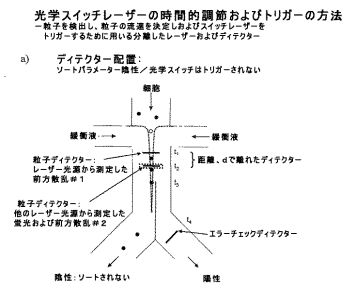 光学スイッチレーザーの時間的調節およびトリガーの方法
－粒子を検出し、粒子の流速を決定しおよびスイッチレーザーを
トリガーするために用いる分離したレーザーおよびディテクター
a) ディテクター配置：
ソートパラメーター陰性／光学スイッチはトリガーされない
細胞
緩衝液
緩衝液
粒子ディテクター：
レーザー光源から測定した
前方散乱＃1
t₁
t₂
t₃
距離、dで離れたディテクター
粒子ディテクター：
他のレーザー光源から測定した
蛍光および前方散乱＃2
t₄
エラーチェックディテクター
陰性：ソートされない
陽性